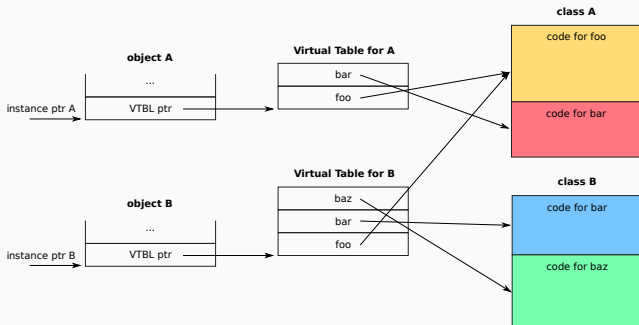 class A
code for foo
code for bar
object A
...
VTBL ptr
instance ptr A
Virtual Table for A
bar
foo
class B
code for bar
code for baz
object B
...
VTBL ptr
instance ptr B
Virtual Table for B
baz
bar
foo